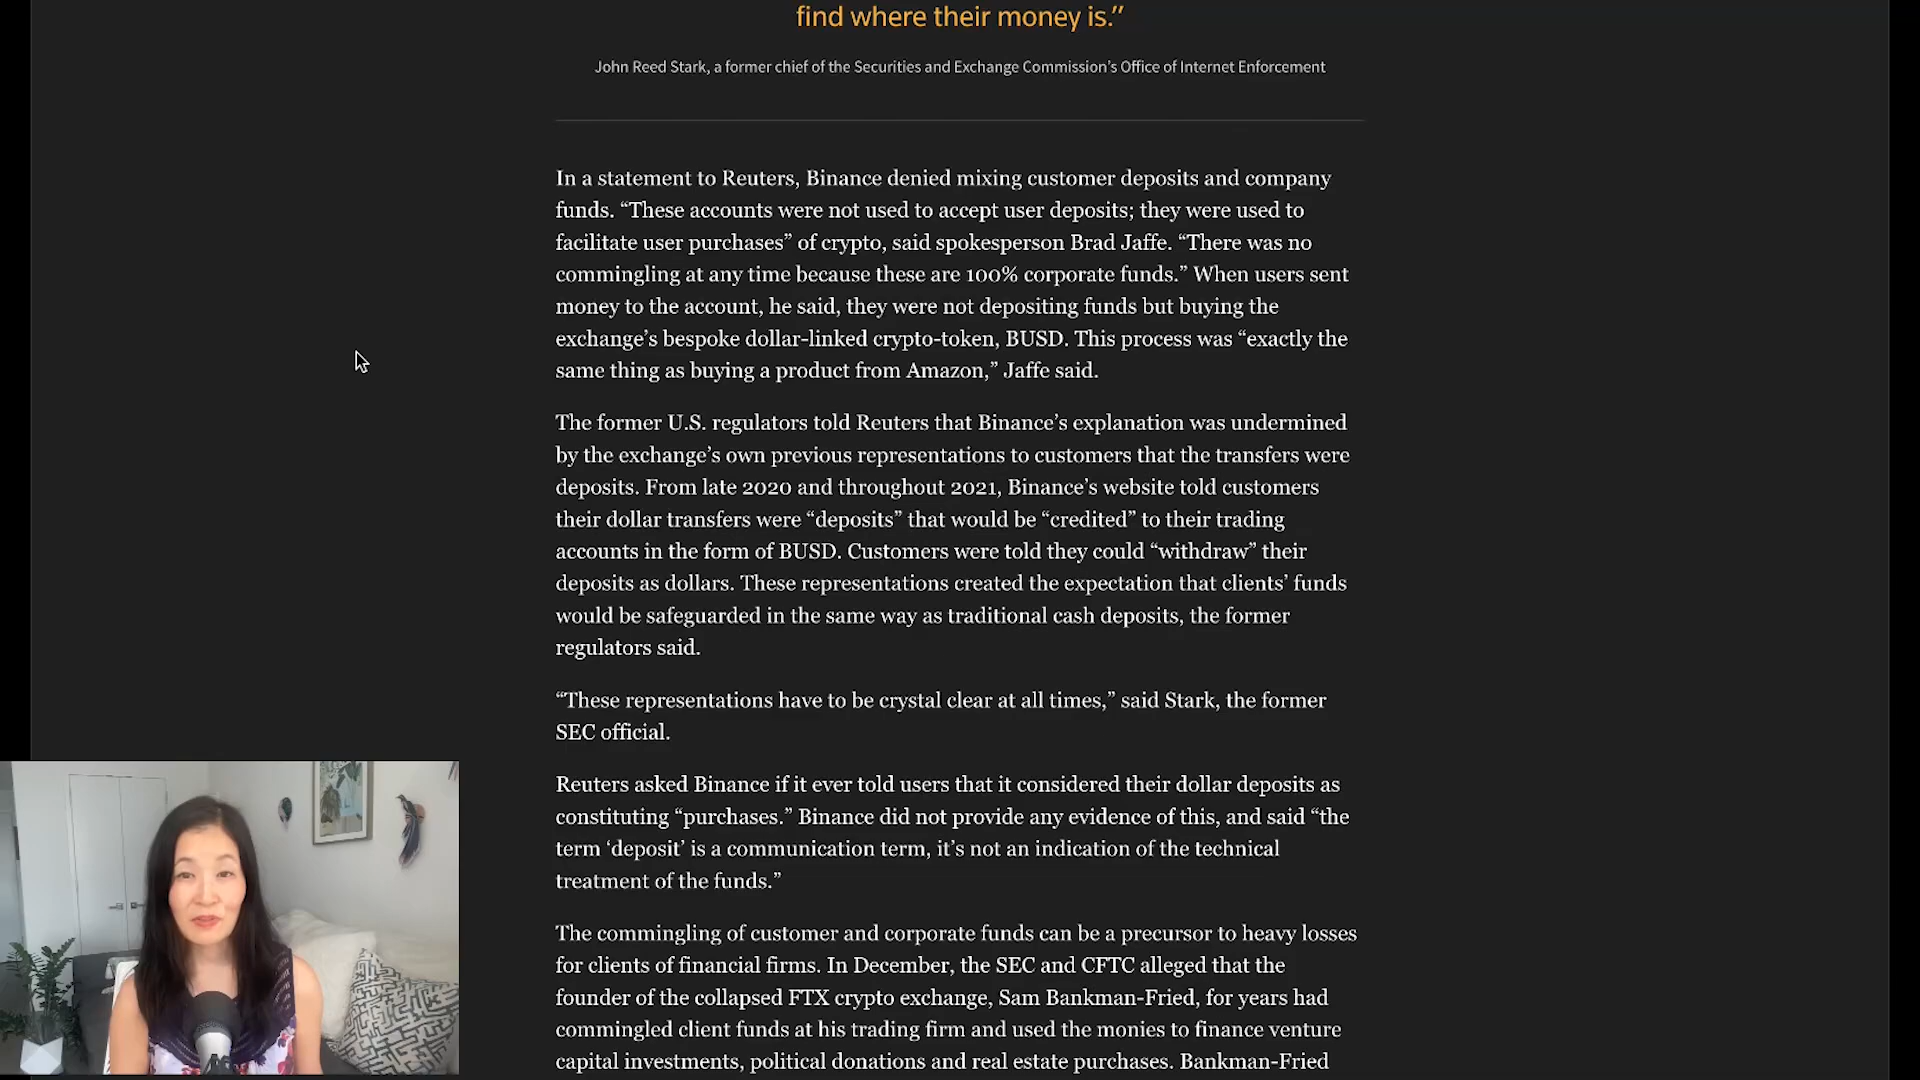 find where their money is.”
John Reed Stark, a former chief of the Securities and Exchange Commission’s Office of Internet Enforcement
In a statement to Reuters, Binance denied mixing customer deposits and company
funds. “These accounts were not used to accept user deposits; they were used to
facilitate user purchases” of crypto, said spokesperson Brad Jaffe. “There was no
commingling at any time because these are 100% corporate funds.” When users sent
money to the account, he said, they were not depositing funds but buying the
exchange’s bespoke dollar-linked crypto-token, BUSD. This process was “exactly the
same thing as buying a product from Amazon,” Jaffe said.
The former U.S. regulators told Reuters that Binance’s explanation was undermined
by the exchange’s own previous representations to customers that the transfers were
deposits. From late 2020 and throughout 2021, Binance’s website told customers
their dollar transfers were “deposits” that would be “credited” to their trading
accounts in the form of BUSD. Customers were told they could “withdraw” their
deposits as dollars. These representations created the expectation that clients’ funds
would be safeguarded in the same way as traditional cash deposits, the former
regulators said.
“These representations have to be crystal clear at all times,” said Stark, the former
SEC official.
Reuters asked Binance if it ever told users that it considered their dollar deposits as
constituting “purchases.” Binance did not provide any evidence of this, and said “the
term ‘deposit’ is a communication term, it’s not an indication of the technical
treatment of the funds.”
The commingling of customer and corporate funds can be a precursor to heavy losses
for clients of financial firms. In December, the SEC and CFTC alleged that the
founder of the collapsed FTX crypto exchange, Sam Bankman-Fried, for years had
commingled client funds at his trading firm and used the monies to finance venture
capital investments, political donations and real estate purchases. Bankman-Fried